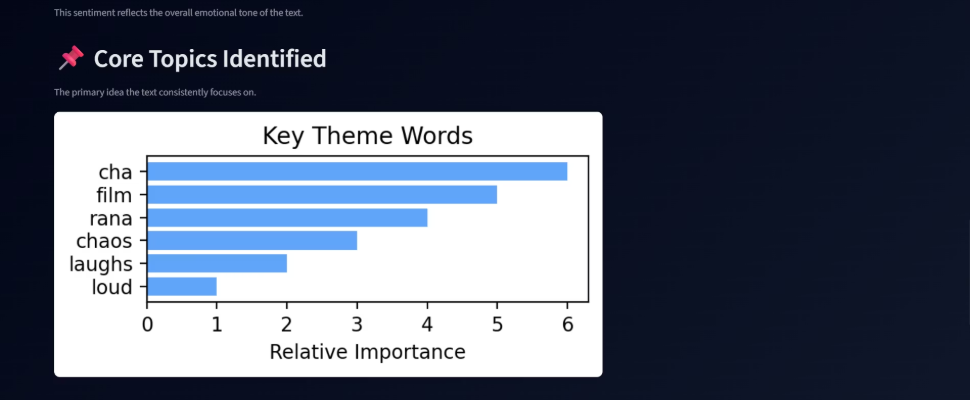 This sentiment reflects the overall emotional tone of the text.
📌 Core Topics Identified
The primary idea the text consistently focuses on.
Key Theme Words
cha
film
rana
chaos
laughs
loud
0 1 2 3 4 5 6
Relative Importance